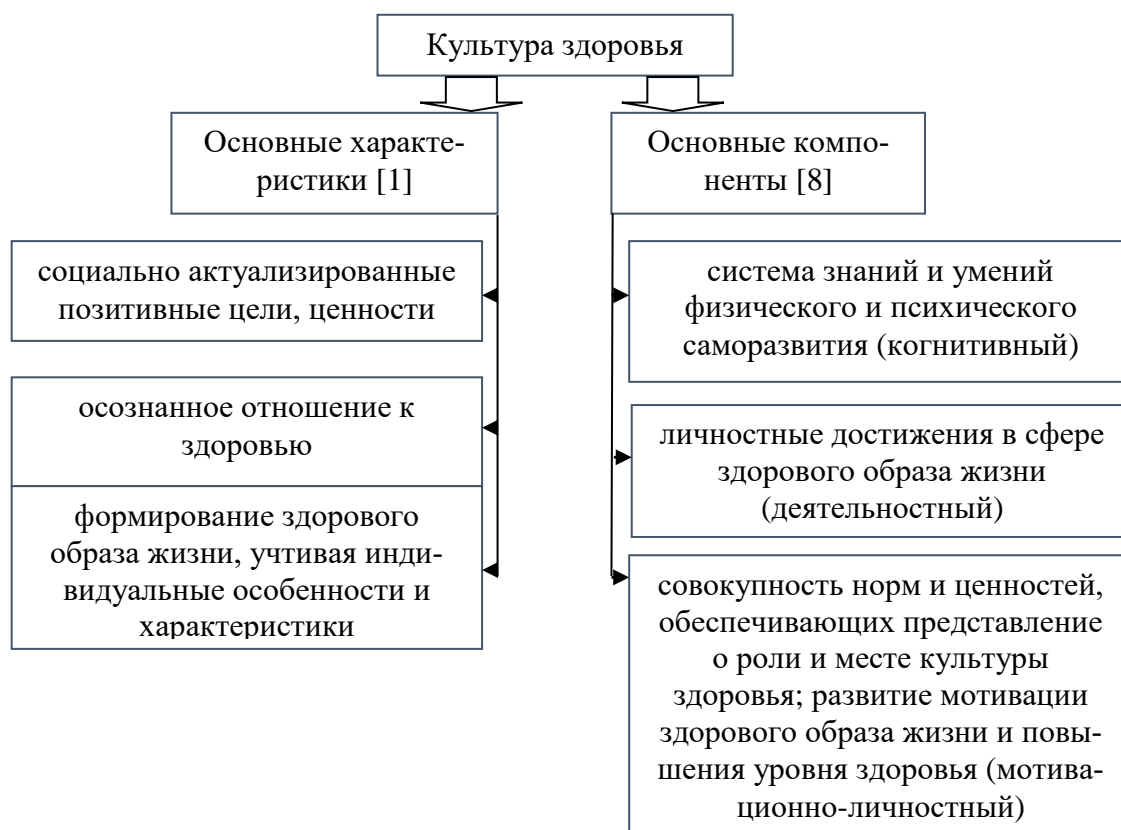 Культура здоровья
Основные характе-
ристики [1]
социально актуализированные
позитивные цели, ценности
осознанное отношение к
здоровью
формирование здорового
образа жизни, учтивая инди-
видуальные особенности и
характеристики
Основные компо-
ненты [8]
система знаний и умений
физического и психического
саморазвития (когнитивный)
личностные достижения в сфере
здорового образа жизни
(деятельностный)
совокупность норм и ценностей,
обеспечивающих представление
о роли и месте культуры
здоровья; развитие мотивации
здорового образа жизни и повы-
шения уровня здоровья (мотива-
ционно-личностный)